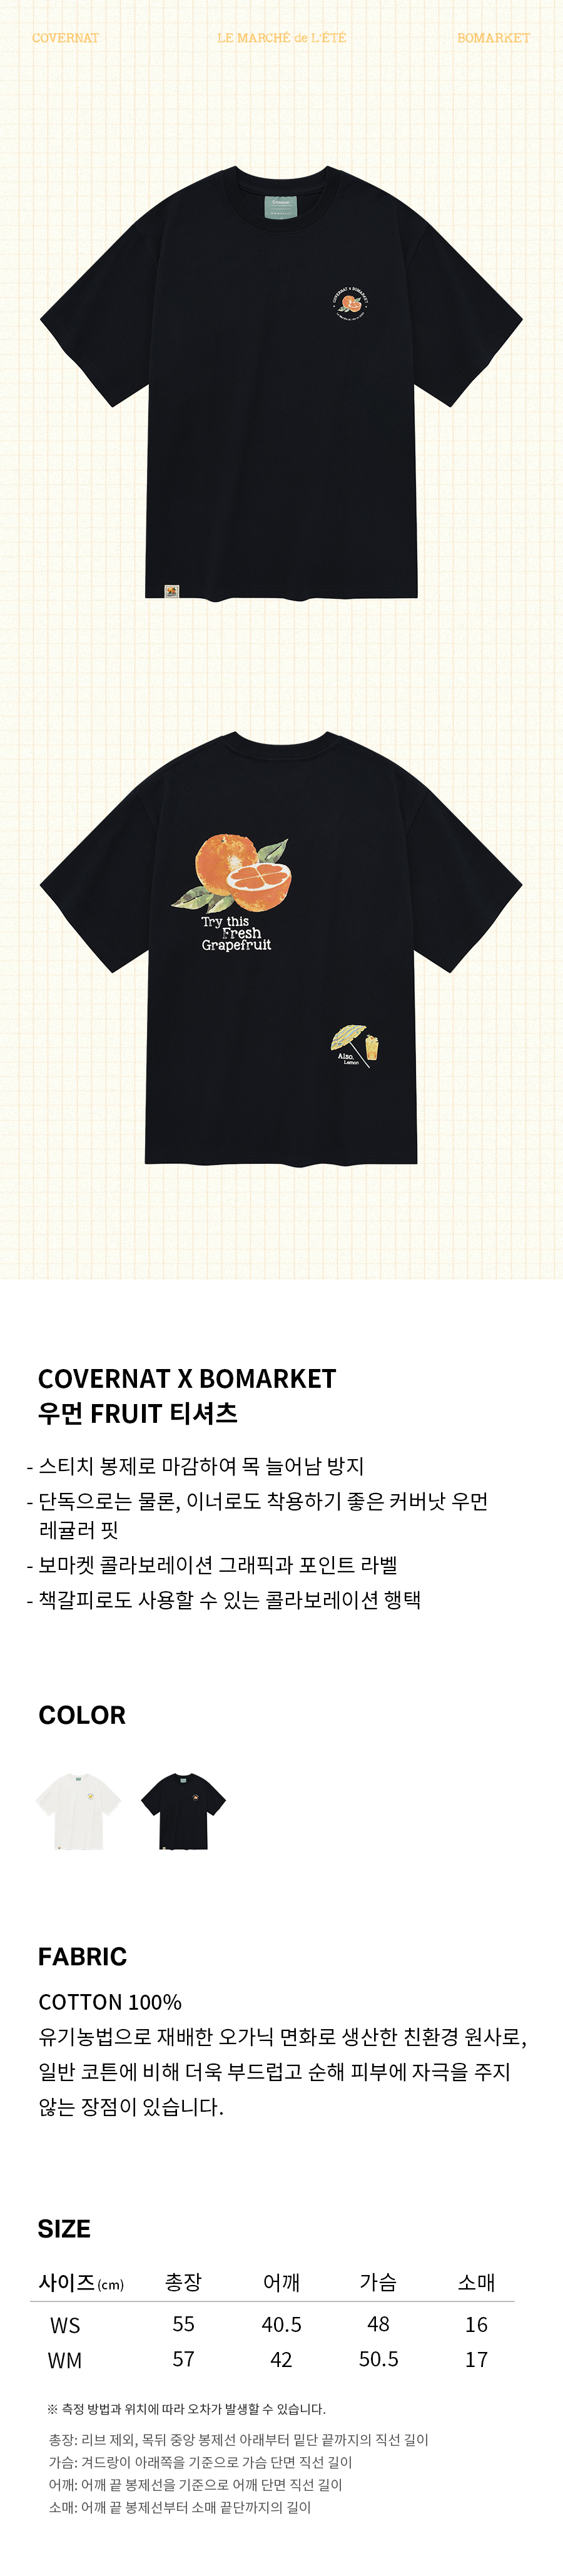 COVERNAT LE MARCHÉ de L'ÉTÉ BOMARKET
COVERNAT x BOMARKET
Try this
Fresh
Grapefruit
Also,
Lemon
COVERNAT X BOMARKET
우먼 FRUIT 티셔츠
- 스티치 봉제로 마감하여 목 늘어남 방지
- 단독으로는 물론, 이너로도 착용하기 좋은 커버낫 우먼
레귤러 핏
- 보마켓 콜라보레이션 그래픽과 포인트 라벨
- 책갈피로도 사용할 수 있는 콜라보레이션 행택
COLOR
FABRIC
COTTON 100%
유기농법으로 재배한 오가닉 면화로 생산한 친환경 원사로,
일반 코튼에 비해 더욱 부드럽고 순해 피부에 자극을 주지
않는 장점이 있습니다.
SIZE
사이즈(cm) 총장 어깨 가슴 소매
WS 55 40.5 48 16
WM 57 42 50.5 17
※ 측정 방법과 위치에 따라 오차가 발생할 수 있습니다.
총장: 리브 제외, 목뒤 중앙 봉제선 아래부터 밑단 끝까지의 직선 길이
가슴: 겨드랑이 아래쪽을 기준으로 가슴 단면 직선 길이
어깨: 어깨 끝 봉제선을 기준으로 어깨 단면 직선 길이
소매: 어깨 끝 봉제선부터 소매 끝단까지의 길이